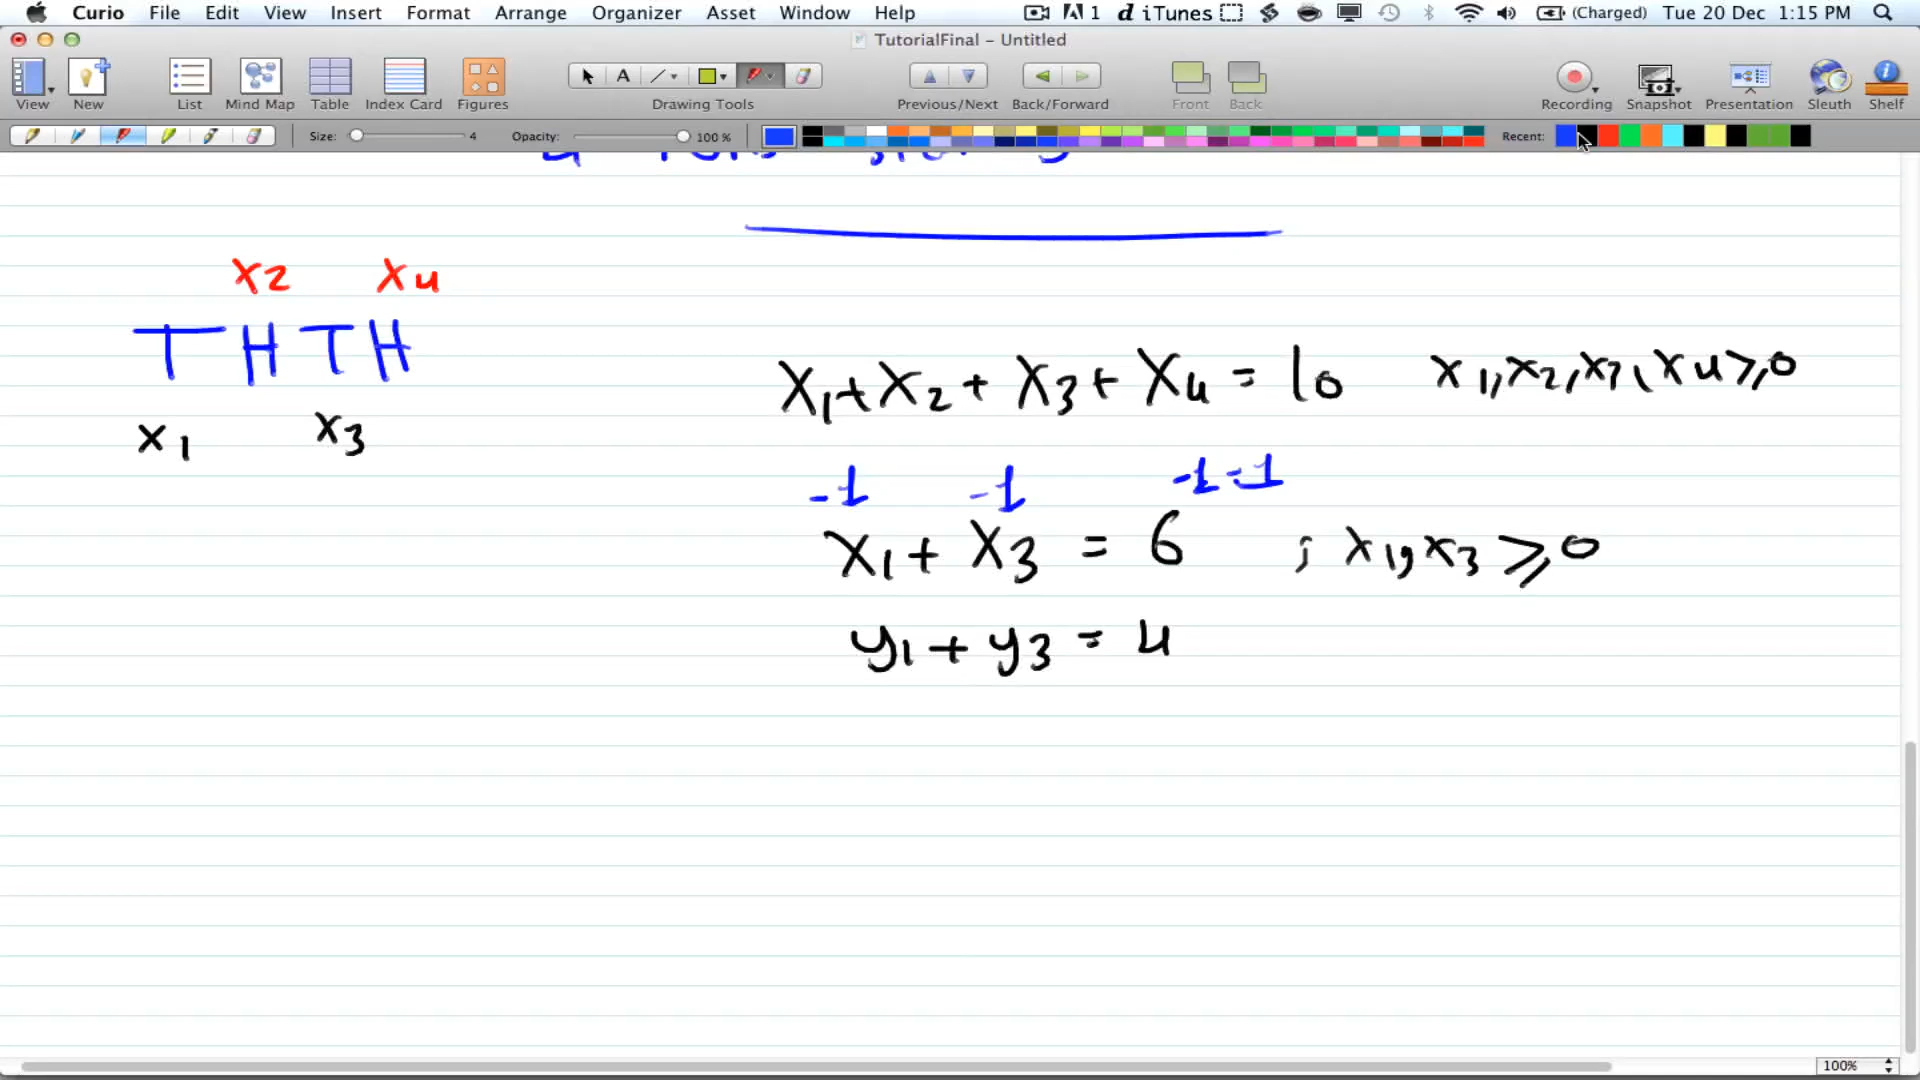 Curio File Edit View Insert Format Arrange Organizer Asset Window Help 1 iTunes (Charged) Tue 20 Dec 1:15 PM
TutorialFinal – Untitled
View New List Mind Map Table Index Card Figures Drawing Tools Previous/Next Back/Forward Front Back Recording Snapshot Presentation Sleuth Shelf
Size: 4 Opacity: 100 % Recent:
x2 x4
T H T H
x1 x3
x1+x2+x3+x4=10 x1,x2,x3,x4≥0
-1 -1 -1-1
x1+x3=6 ; x1,x3≥0
y1+y3=4
100%